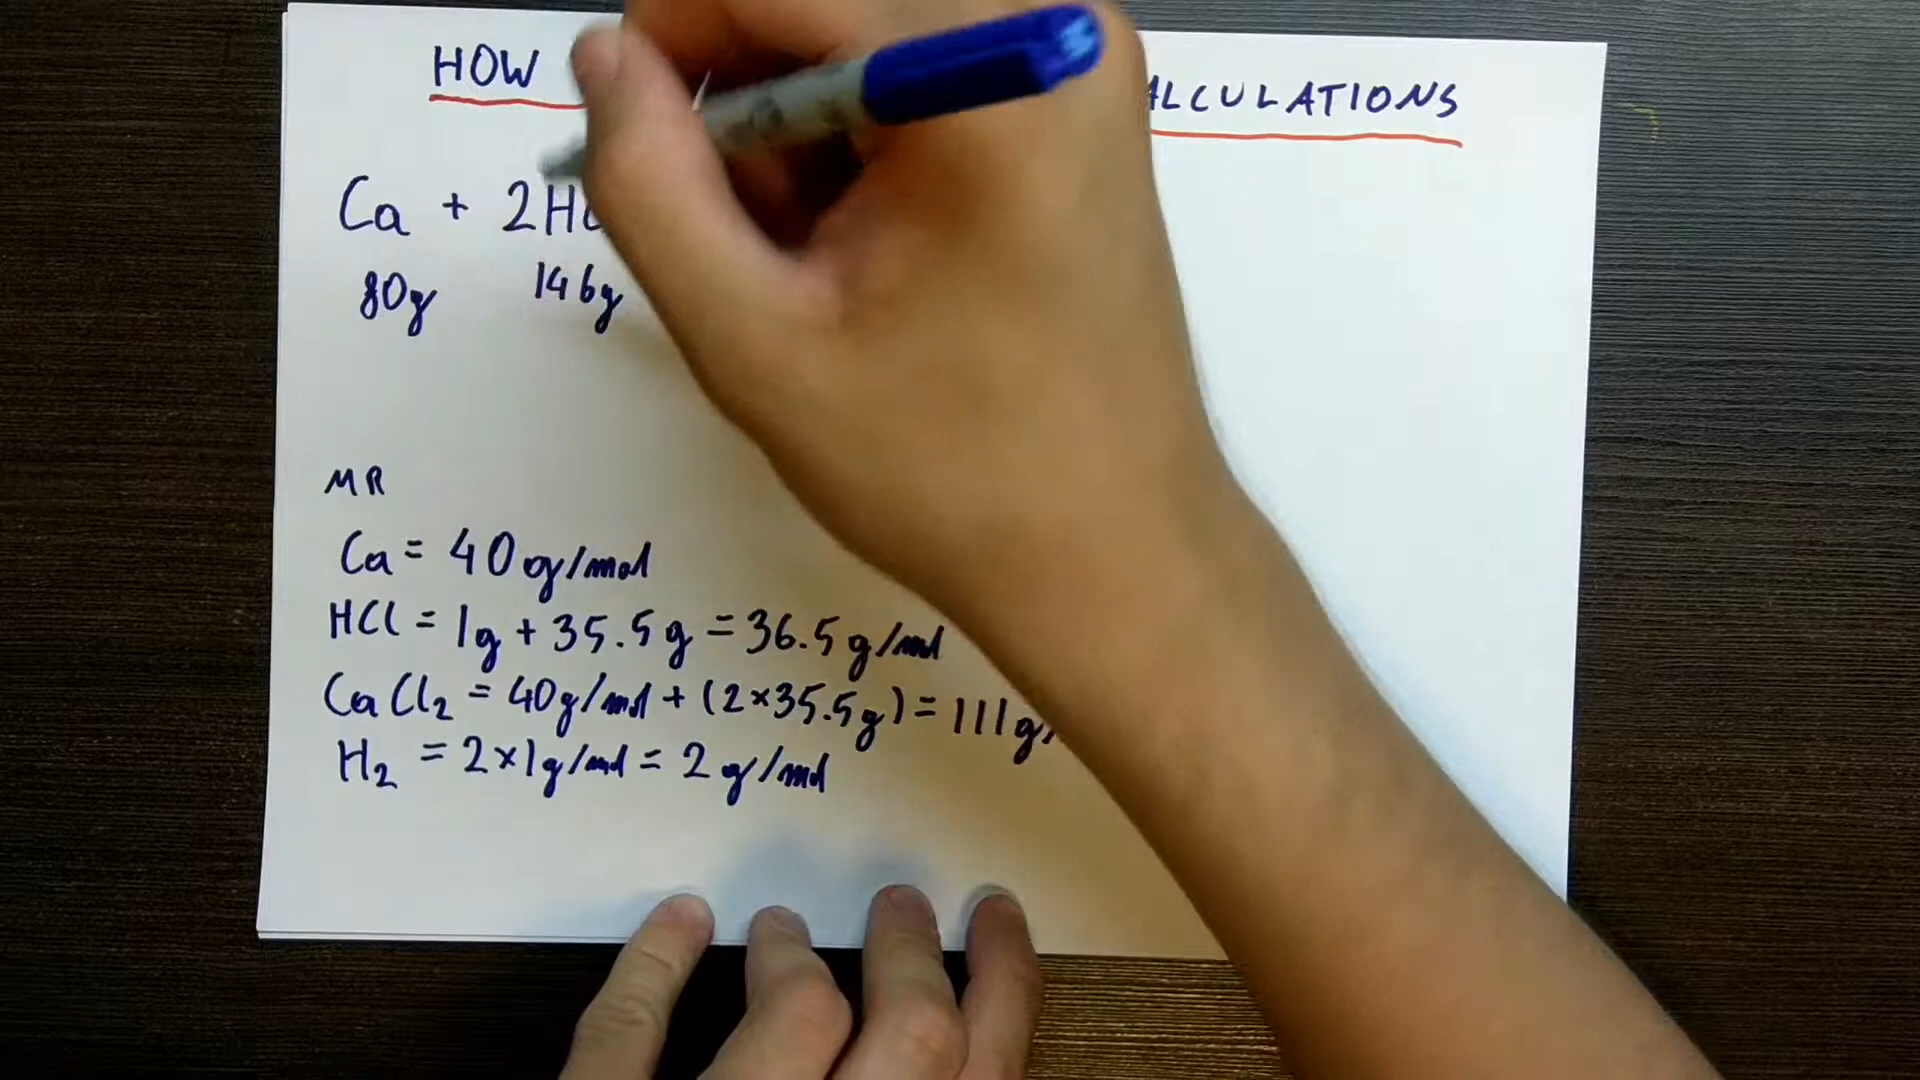 HOW ALCULATIONS
Ca + 2H
80g 146g
MR
Ca = 40g/mol
HCl = 1g + 35.5g = 36.5g/mol
CaCl₂ = 40g/mol + (2×35.5g) = 111g/
H₂ = 2×1g/mol = 2g/mol